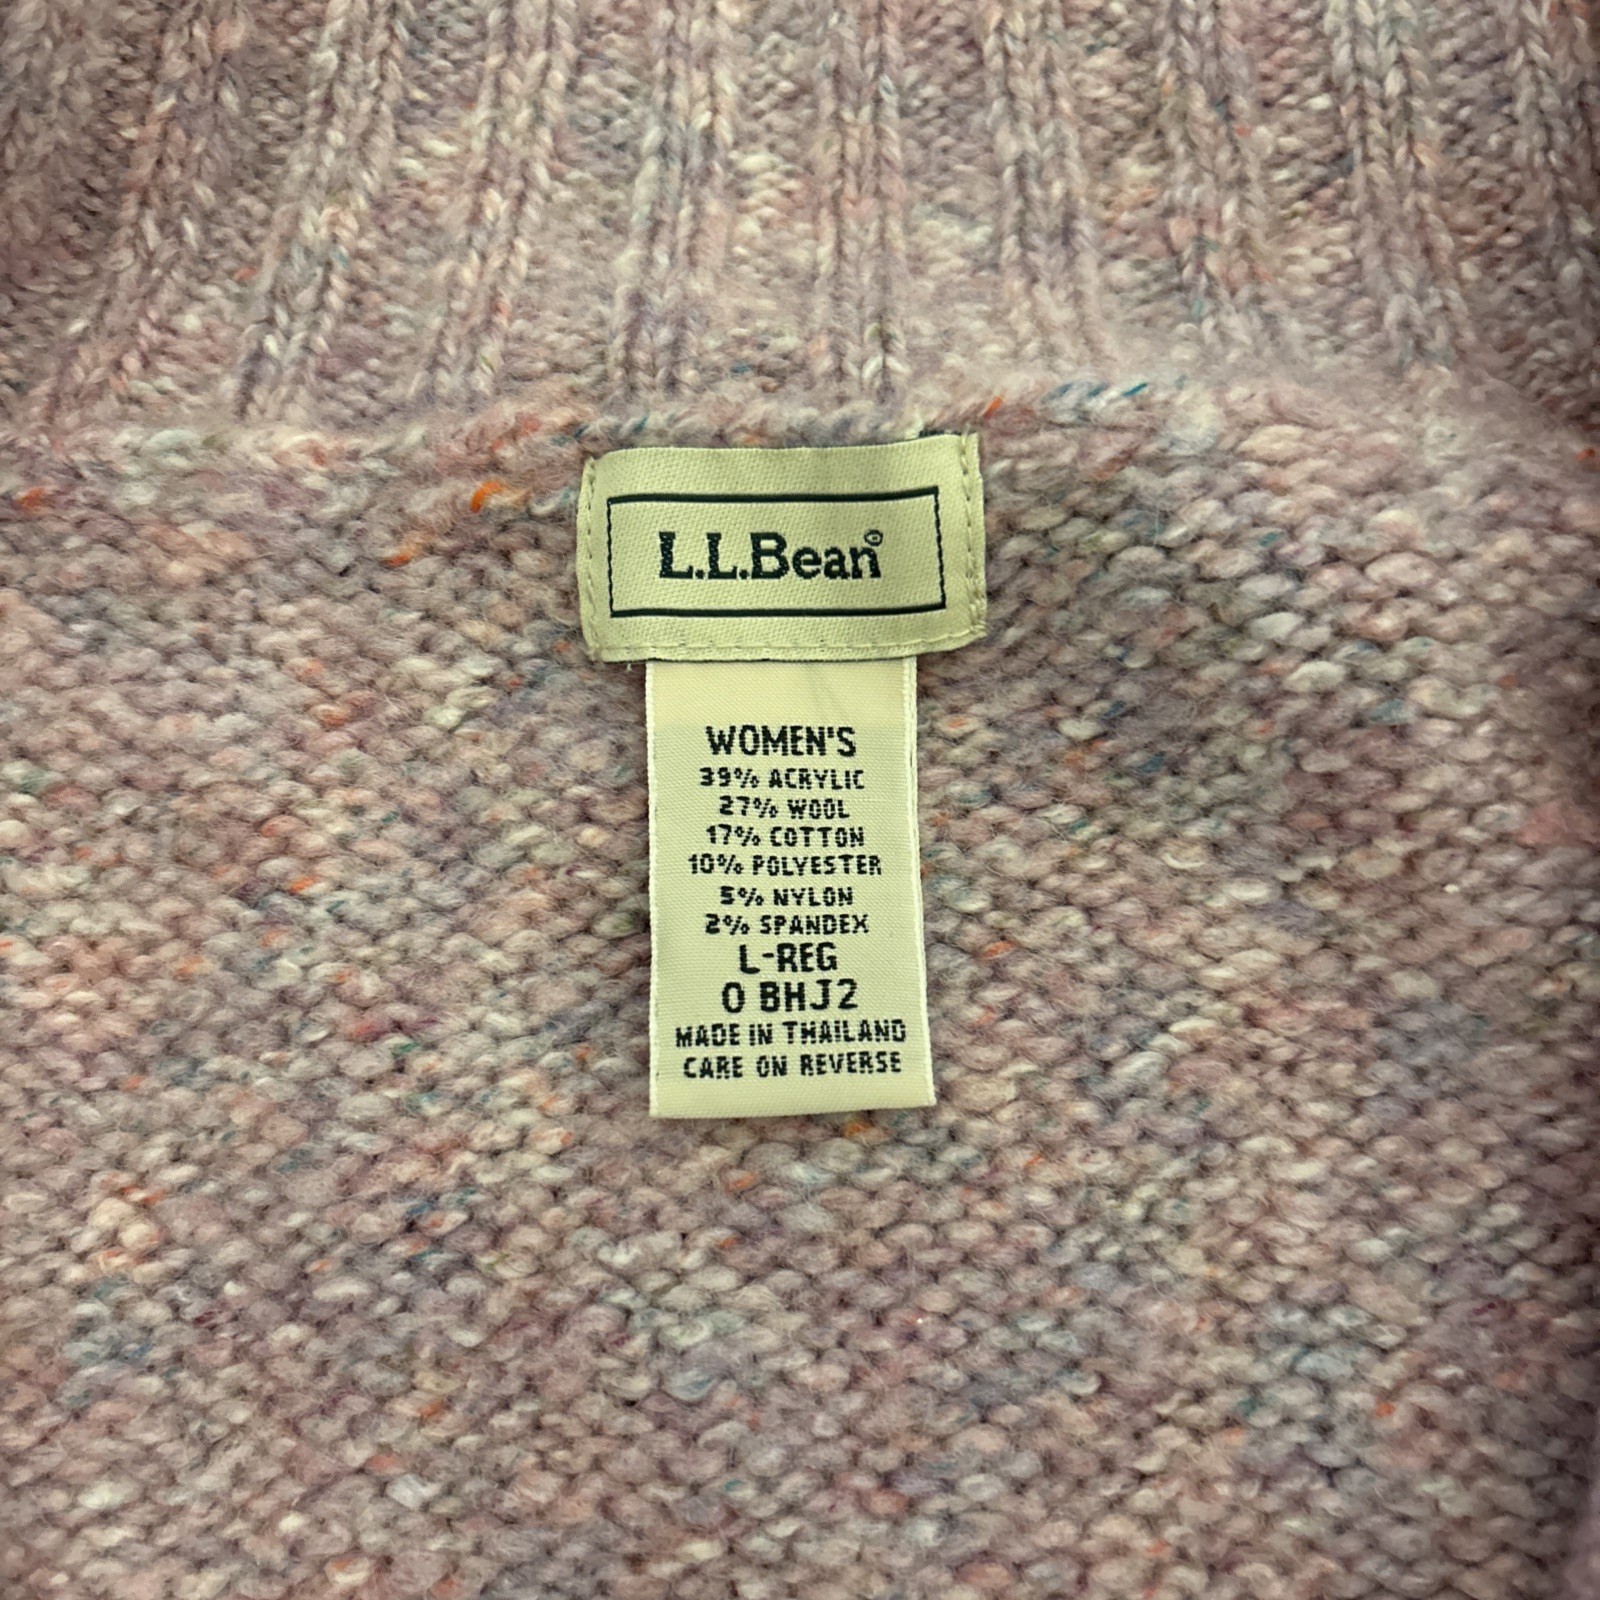 L.L.Bean®
WOMEN'S
39% ACRYLIC
27% WOOL
17% COTTON
10% POLYESTER
5% NYLON
2% SPANDEX
L-REG
0 BHJ2
MADE IN THAILAND
CARE ON REVERSE